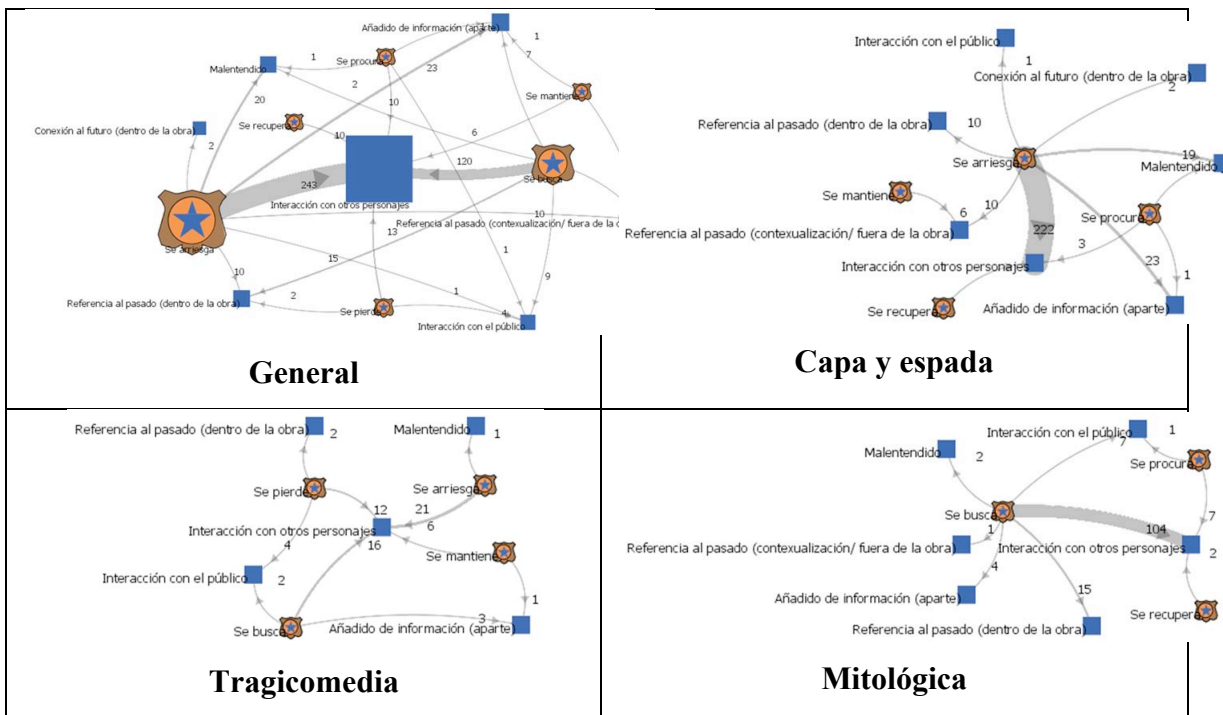 Añadido de información (aparte)
1
1
Se procura
7
1
23
Malentendido
2
Se mantiene
20
10
Se recupera
6
Conexión al futuro (dentro de la obra)
10
2
120
Se busca
243
Interacción con otros personajes
10
Referencia al pasado (contexualización/ fuera de la
13
Se arriesga
1
15
10
9
Referencia al pasado (dentro de la obra)
2
1
Se pierde
4
Interacción con el público
General
Interacción con el público
1
Conexión al futuro (dentro de la obra)
2
Referencia al pasado (dentro de la obra)
10
Se arriesga
19
Malentendido
Se mantiene
10
6
Se procura
Referencia al pasado (contexualización/ fuera de la obra)
222
3
Interacción con otros personajes
23
1
Se recupera
Añadido de información (aparte)
Capa y espada
Referencia al pasado (dentro de la obra)
2
Malentendido
1
Se pierde
Se arriesga
12
21
Interacción con otros personajes
6
16
Se mantiene
4
Interacción con el público
2
1
3
Se busca
Añadido de información (aparte)
Tragicomedia
Interacción con el público
1
7
Malentendido
2
Se procura
Se busca
7
104
1
Referencia al pasado (contexualización/ fuera de la obra)
Interacción con otros personajes
2
4
15
Añadido de información (aparte)
Se recupera
Referencia al pasado (dentro de la obra)
Mitológica